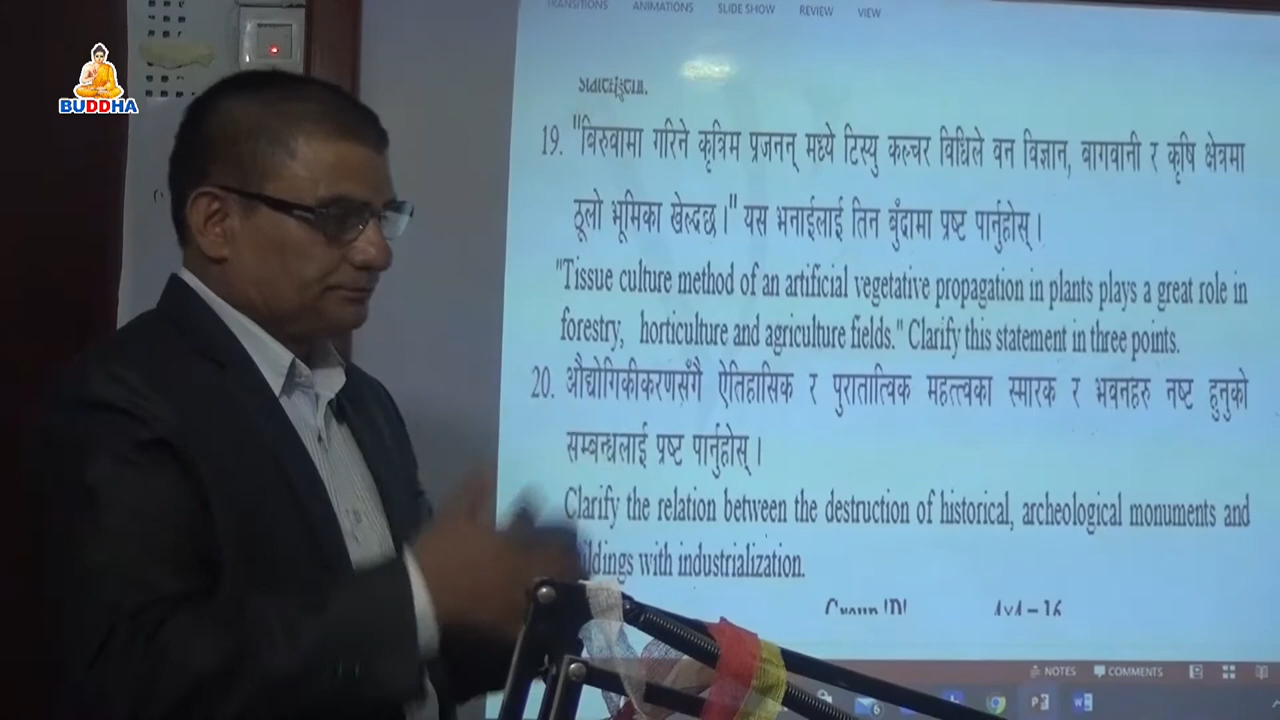 TRANSITIONS ANIMATIONS SLIDE SHOW REVIEW VIEW
BUDDHA
19. "विरुवामा गरिने कृत्रिम प्रजनन् मध्ये टिस्यु कल्चर विधिले वन विज्ञान, बागवानी र कृषि क्षेत्रमा
ठूलो भूमिका खेल्दछ ।" यस भनाईलाई तिन बुँदामा प्रष्ट पार्नुहोस् ।
"Tissue culture method of an artificial vegetative propagation in plants plays a great role in
forestry, horticulture and agriculture fields." Clarify this statement in three points.
20. औद्योगिकीकरणसँगै ऐतिहासिक र पुरातात्विक महत्त्वका स्मारक र भवनहरु नष्ट हुनुको
सम्बन्धलाई प्रष्ट पार्नुहोस् ।
Clarify the relation between the destruction of historical, archeological monuments and
ildings with industrialization.
NOTES COMMENTS